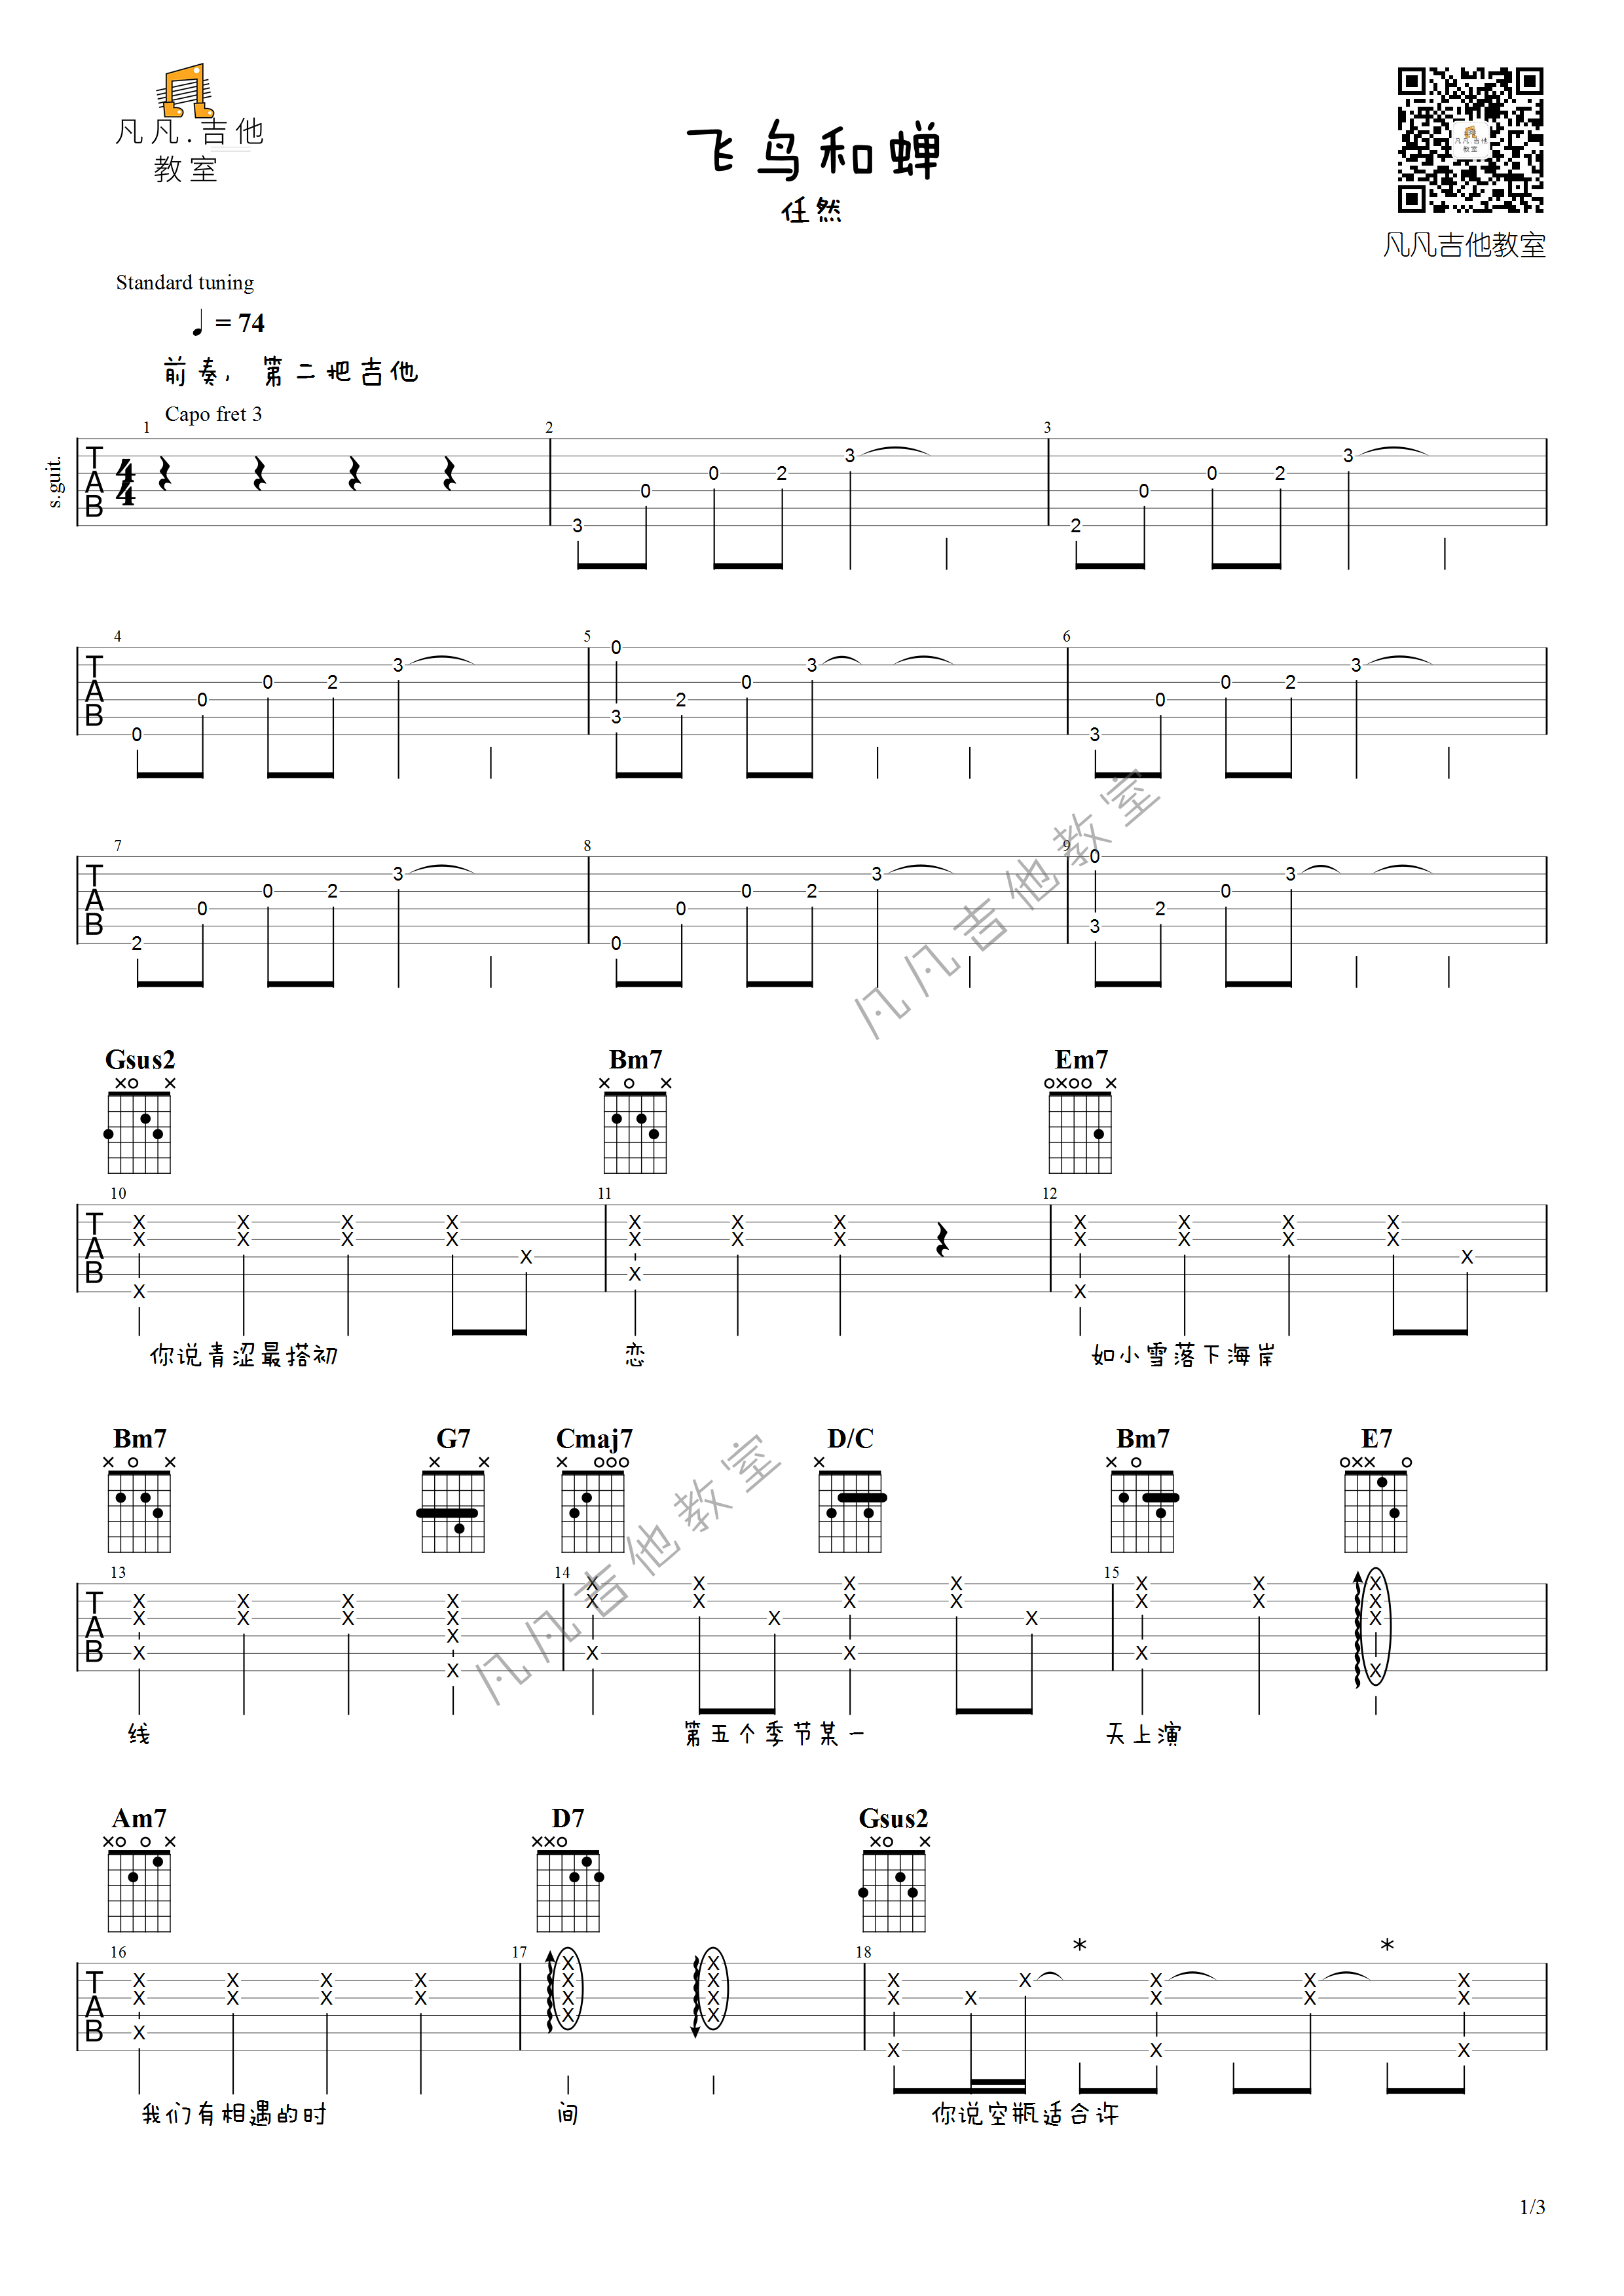 凡凡.吉他
教室
飞鸟和蝉
任然
凡凡.吉他
教室
凡凡吉他教室
Standard tuning
♩ = 74
前奏, 第二把吉他
Capo fret 3
s.guit.
1 2 3
T A B 4 4 3 0 0 2 3 2 0 0 2 3
4 5 6
T A B 0 0 0 2 3 0 3 2 0 3 3 0 0 2 3
7 8 9
T A B 2 0 0 2 3 0 0 0 2 3 0 3 2 0 3
凡凡吉他教室
Gsus2 Bm7 Em7
10 11 12
T A B
你说青涩最搭初 恋 如小雪落下海岸
Bm7 G7 Cmaj7 D/C Bm7 E7
13 14 15
T A B
凡凡吉他教室
线 第五个季节某一 天上演
Am7 D7 Gsus2
16 17 18
T A B
我们有相遇的时 间 你说空瓶适合许
1/3